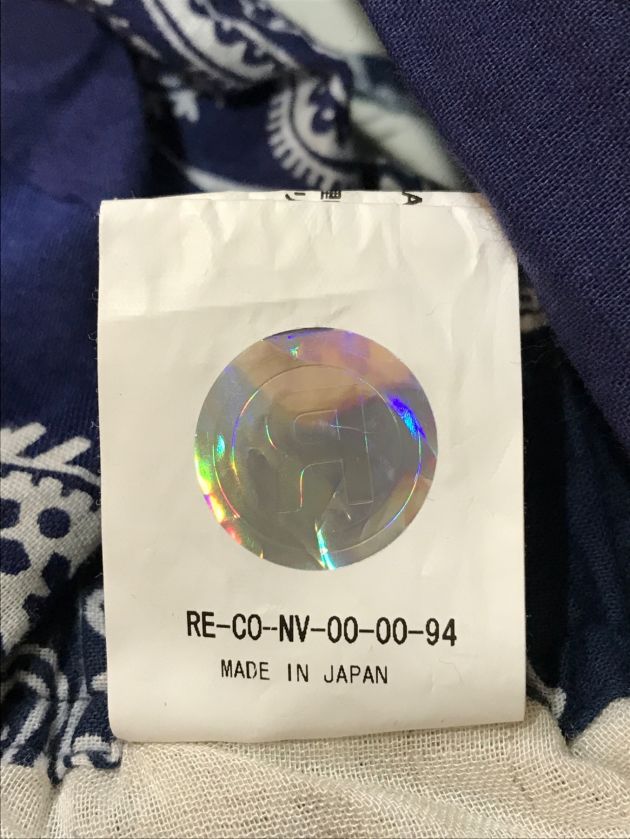 R
RE-CO-NV-00-00-94
MADE IN JAPAN